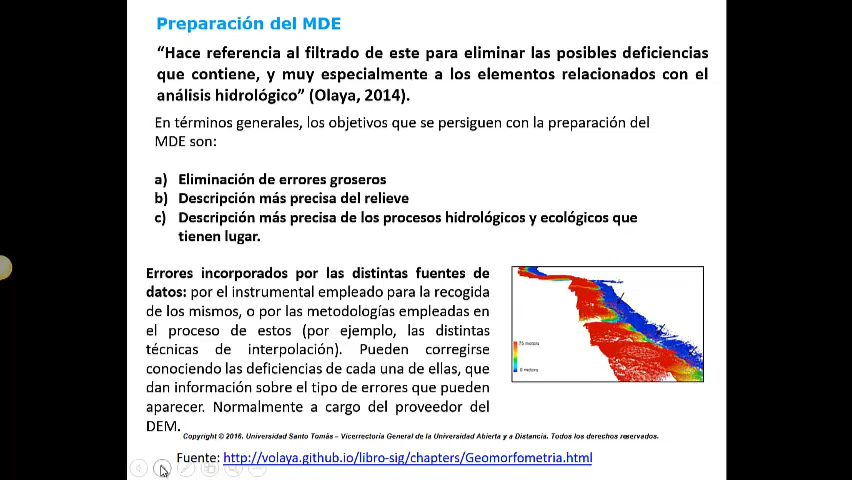 Preparación del MDE
“Hace referencia al filtrado de este para eliminar las posibles deficiencias
que contiene, y muy especialmente a los elementos relacionados con el
análisis hidrológico” (Olaya, 2014).
En términos generales, los objetivos que se persiguen con la preparación del
MDE son:
a) Eliminación de errores groseros
b) Descripción más precisa del relieve
c) Descripción más precisa de los procesos hidrológicos y ecológicos que
tienen lugar.
Errores incorporados por las distintas fuentes de
datos: por el instrumental empleado para la recogida
de los mismos, o por las metodologías empleadas en
el proceso de estos (por ejemplo, las distintas
técnicas de interpolación). Pueden corregirse
conociendo las deficiencias de cada una de ellas, que
dan información sobre el tipo de errores que pueden
aparecer. Normalmente a cargo del proveedor del
DEM.
75 meters
0 meters
Copyright © 2016. Universidad Santo Tomás – Vicerrectoría General de la Universidad Abierta y a Distancia. Todos los derechos reservados.
Fuente: http://volaya.github.io/libro-sig/chapters/Geomorfometria.html